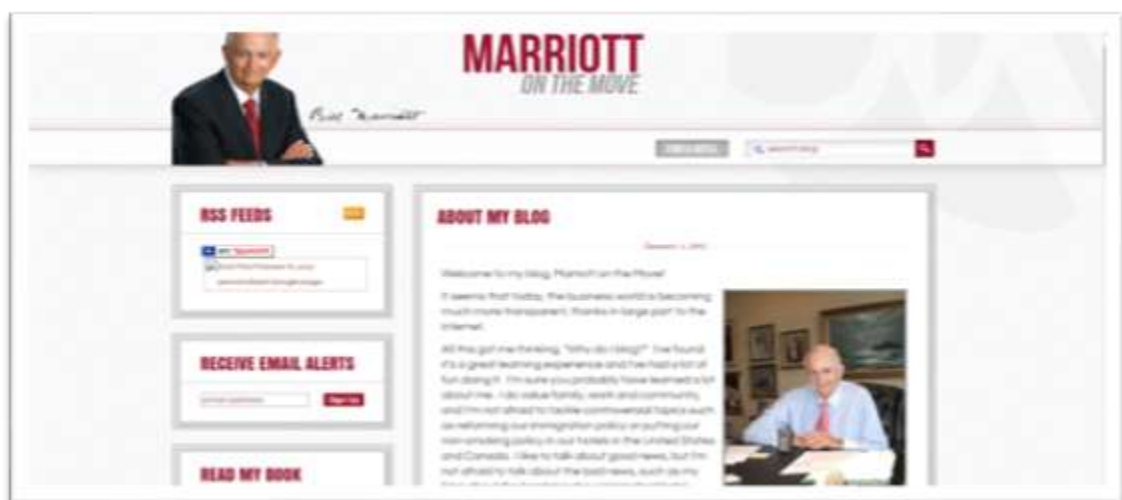 MARRIOTT
ON THE MOVE
Bill Marriott
RSS FEEDS
ABOUT MY BLOG
Welcome to my blog, Marriott on the Move!
It seems that today, the business world is becoming
much more transparent, thanks in large part to the
internet.
All this got me thinking, "Why do I blog?" I've found
it's a great learning experience and I've had a lot of
fun doing it. I'm sure you probably have learned a lot
about me. I do value family, work and community,
and I'm not afraid to tackle controversial topics such
as reforming our immigration policy or putting our
non-smoking policy in our hotels in the United States
and Canada. I like to talk about good news, but I'm
not afraid to talk about the bad news, such as my
RECEIVE EMAIL ALERTS
email address
Sign Up
READ MY BOOK